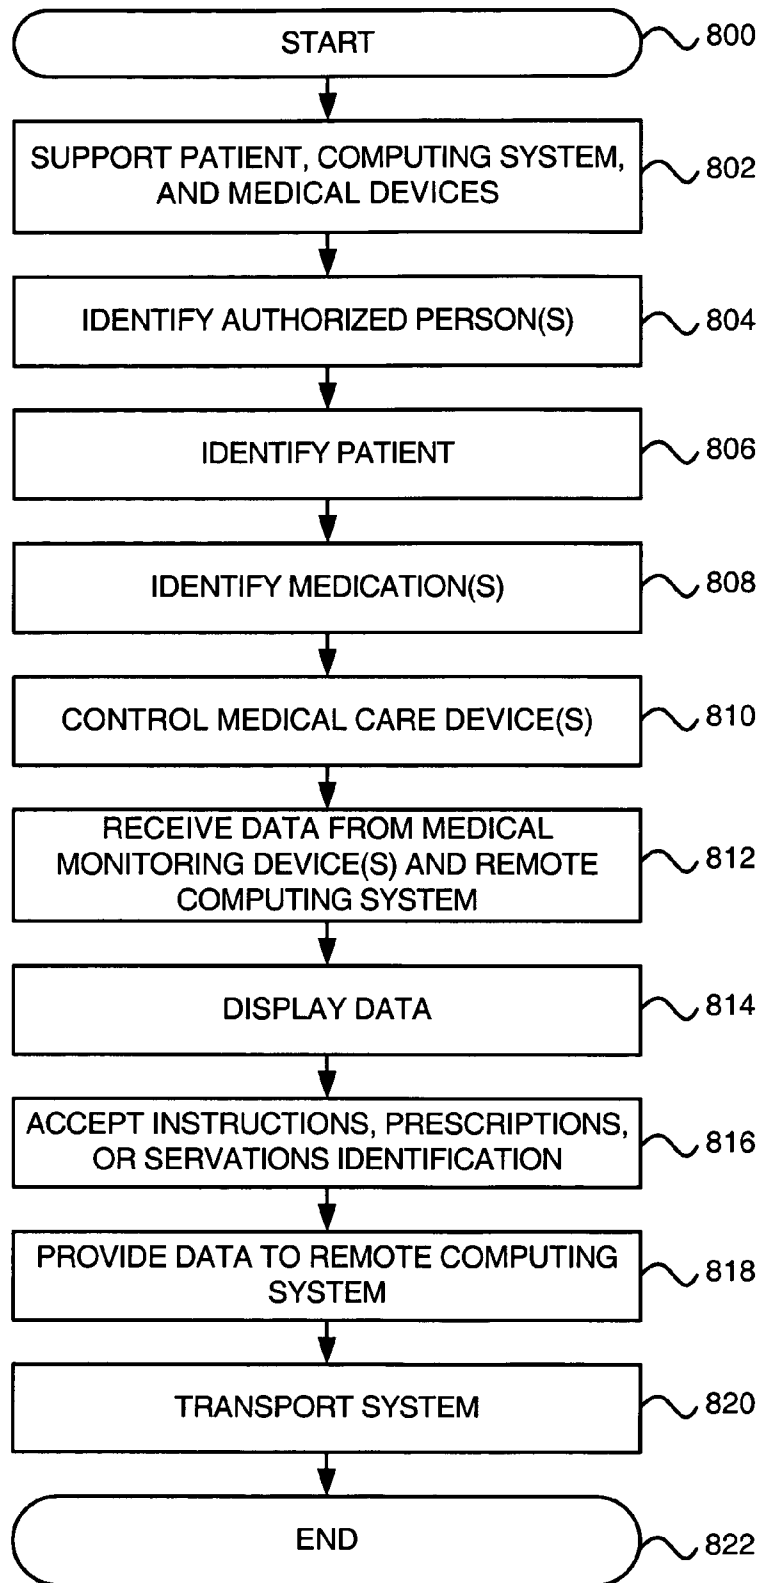 START
800
SUPPORT PATIENT, COMPUTING SYSTEM,
AND MEDICAL DEVICES
802
IDENTIFY AUTHORIZED PERSON(S)
804
IDENTIFY PATIENT
806
IDENTIFY MEDICATION(S)
808
CONTROL MEDICAL CARE DEVICE(S)
810
RECEIVE DATA FROM MEDICAL
MONITORING DEVICE(S) AND REMOTE
COMPUTING SYSTEM
812
DISPLAY DATA
814
ACCEPT INSTRUCTIONS, PRESCRIPTIONS,
OR SERVATIONS IDENTIFICATION
816
PROVIDE DATA TO REMOTE COMPUTING
SYSTEM
818
TRANSPORT SYSTEM
820
END
822